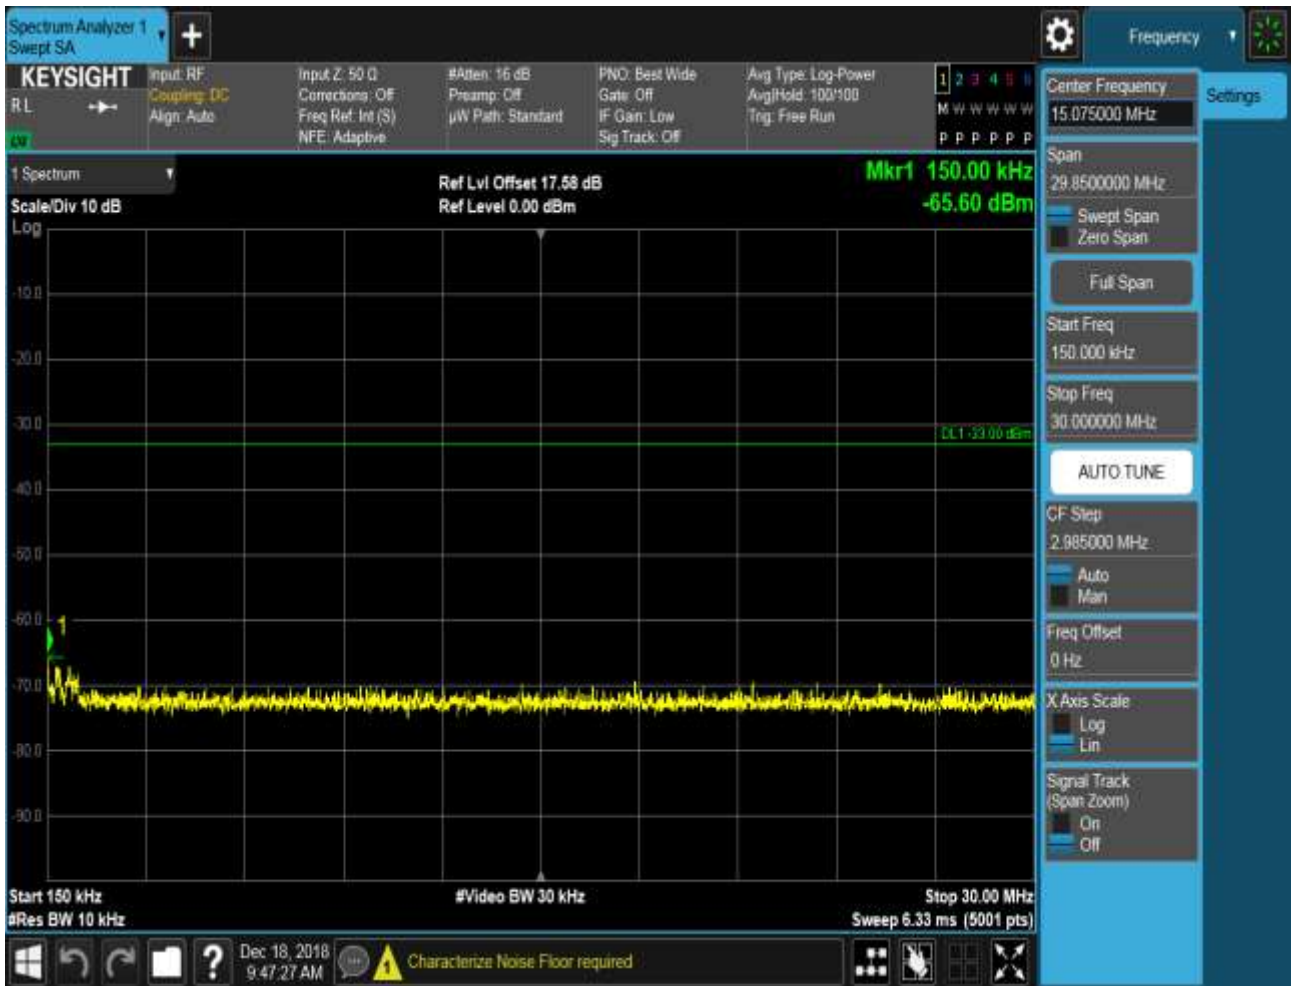 Spectrum Analyzer 1
Swept SA
Frequency
KEYSIGHT
RL
Input: RF
Coupling: DC
Align: Auto
Input Z: 50 Ω
Corrections: Off
Freq Ref: Int (S)
NFE: Adaptive
#Atten: 16 dB
Preamp: Off
µW Path: Standard
PNO: Best Wide
Gate: Off
IF Gain: Low
Sig Track: Off
Avg Type: Log-Power
Avg|Hold: 100/100
Trig: Free Run
1 2 3 4 5 6
M W W W W W
P P P P P P
1 Spectrum
Scale/Div 10 dB
Ref Lvl Offset 17.58 dB
Ref Level 0.00 dBm
Mkr1 150.00 kHz
-65.60 dBm
Log
-10.0
-20.0
-30.0
DL1 -33.00 dBm
-40.0
-50.0
-60.0
1
-70.0
-80.0
-90.0
Start 150 kHz
#Video BW 30 kHz
Stop 30.00 MHz
#Res BW 10 kHz
Sweep 6.33 ms (5001 pts)
Center Frequency
15.075000 MHz
Settings
Span
29.8500000 MHz
Swept Span
Zero Span
Full Span
Start Freq
150.000 kHz
Stop Freq
30.000000 MHz
AUTO TUNE
CF Step
2.985000 MHz
Auto
Man
Freq Offset
0 Hz
X Axis Scale
Log
Lin
Signal Track
(Span Zoom)
On
Off
?
Dec 18, 2018
9:47:27 AM
1
Characterize Noise Floor required